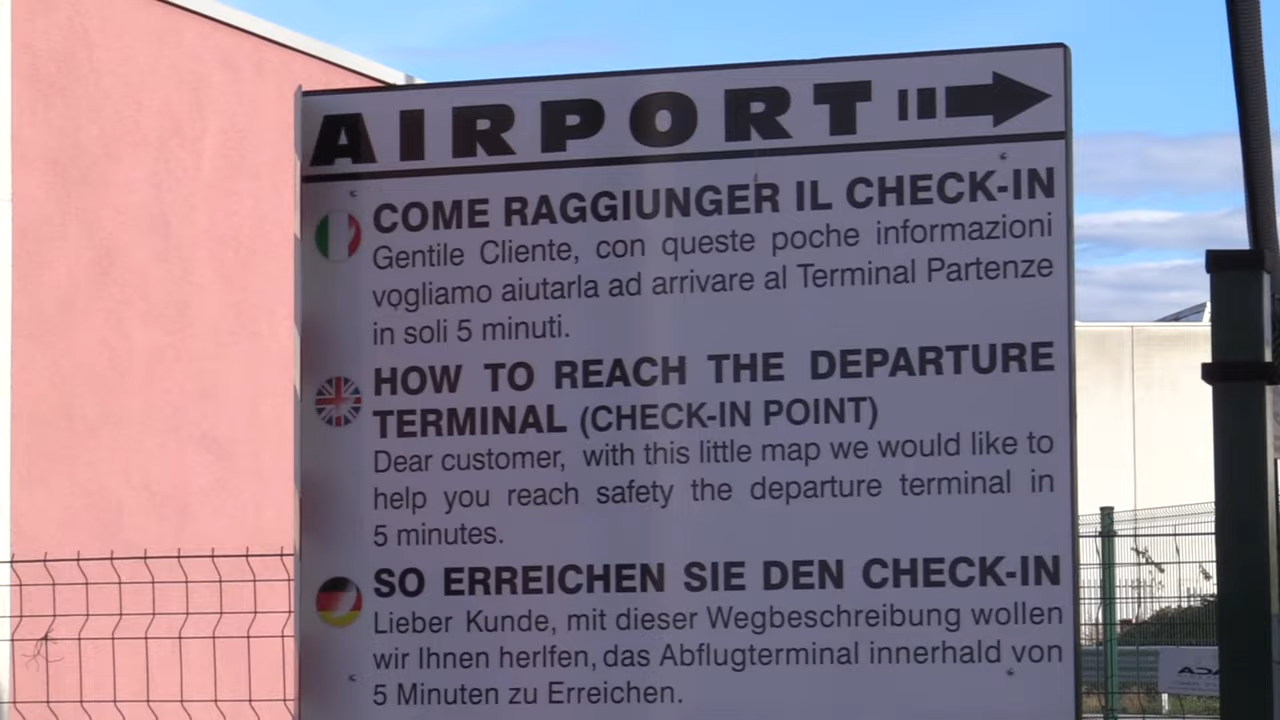 AIRPORT
COME RAGGIUNGER IL CHECK-IN
Gentile Cliente, con queste poche informazioni
vogliamo aiutarla ad arrivare al Terminal Partenze
in soli 5 minuti.
HOW TO REACH THE DEPARTURE
TERMINAL (CHECK-IN POINT)
Dear customer, with this little map we would like to
help you reach safety the departure terminal in
5 minutes.
SO ERREICHEN SIE DEN CHECK-IN
Lieber Kunde, mit dieser Wegbeschreibung wollen
wir Ihnen herlfen, das Abflugterminal innerhald von
5 Minuten zu Erreichen.